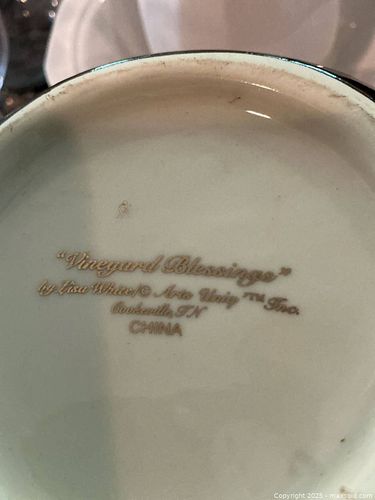 "Vineyard Blessings"
by Lisa White/© Arts Uniq'™ Inc.
Cookeville, TN
CHINA
Copyright 2025 - maxsold.com